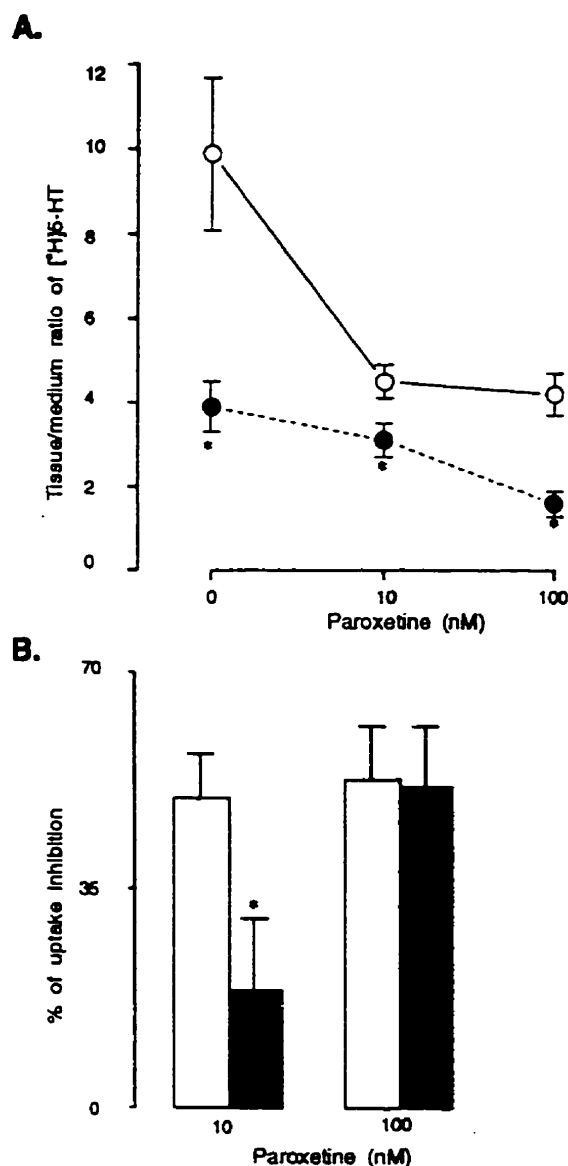 A.
12
10
8
6
4
2
0
Tissue/medium ratio of [³H]5-HT
*
*
*
0 10 100
Paroxetine (nM)
B.
70
35
0
% of uptake inhibition
*
10 100
Paroxetine (nM)